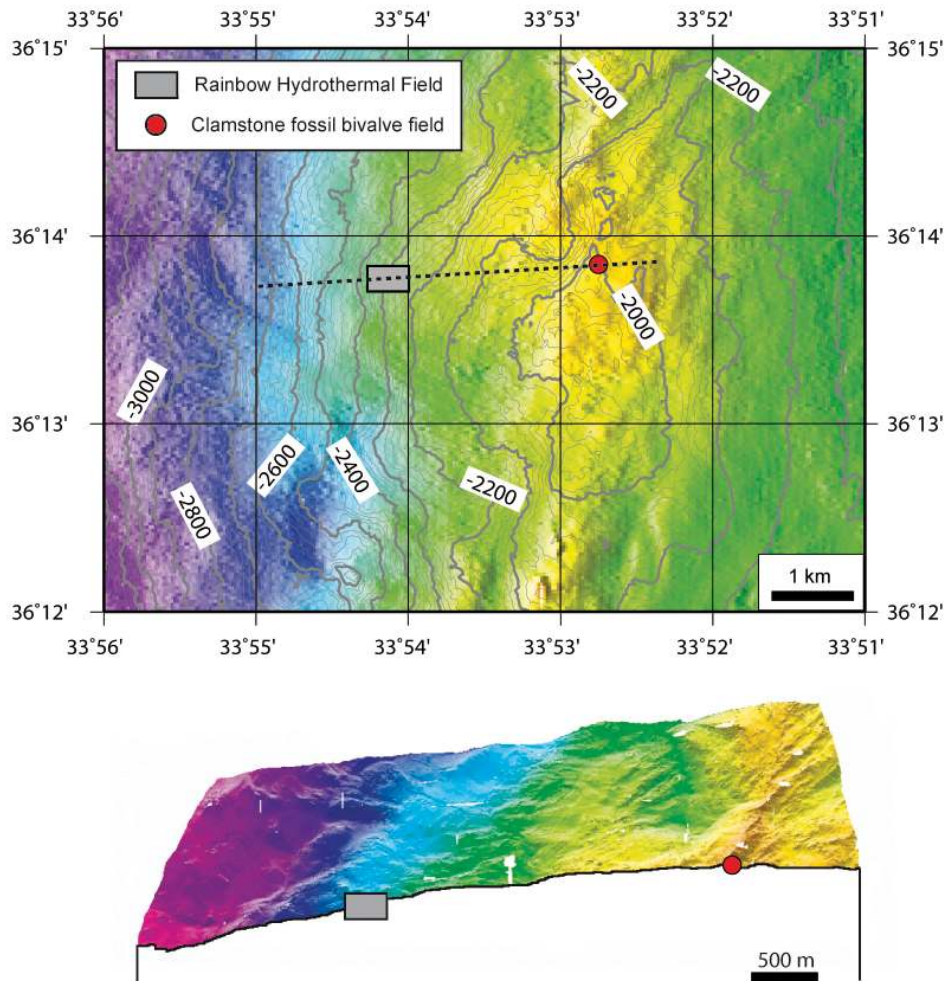 33˚56' 33˚55' 33˚54' 33˚53' 33˚52' 33˚51'
36˚15' 36˚15'
Rainbow Hydrothermal Field
Clamstone fossil bivalve field
-2200
-2200
36˚14' 36˚14'
-2000
-3000
36˚13' 36˚13'
-2600
-2400
-2200
-2800
1 km
36˚12' 36˚12'
33˚56' 33˚55' 33˚54' 33˚53' 33˚52' 33˚51'
500 m